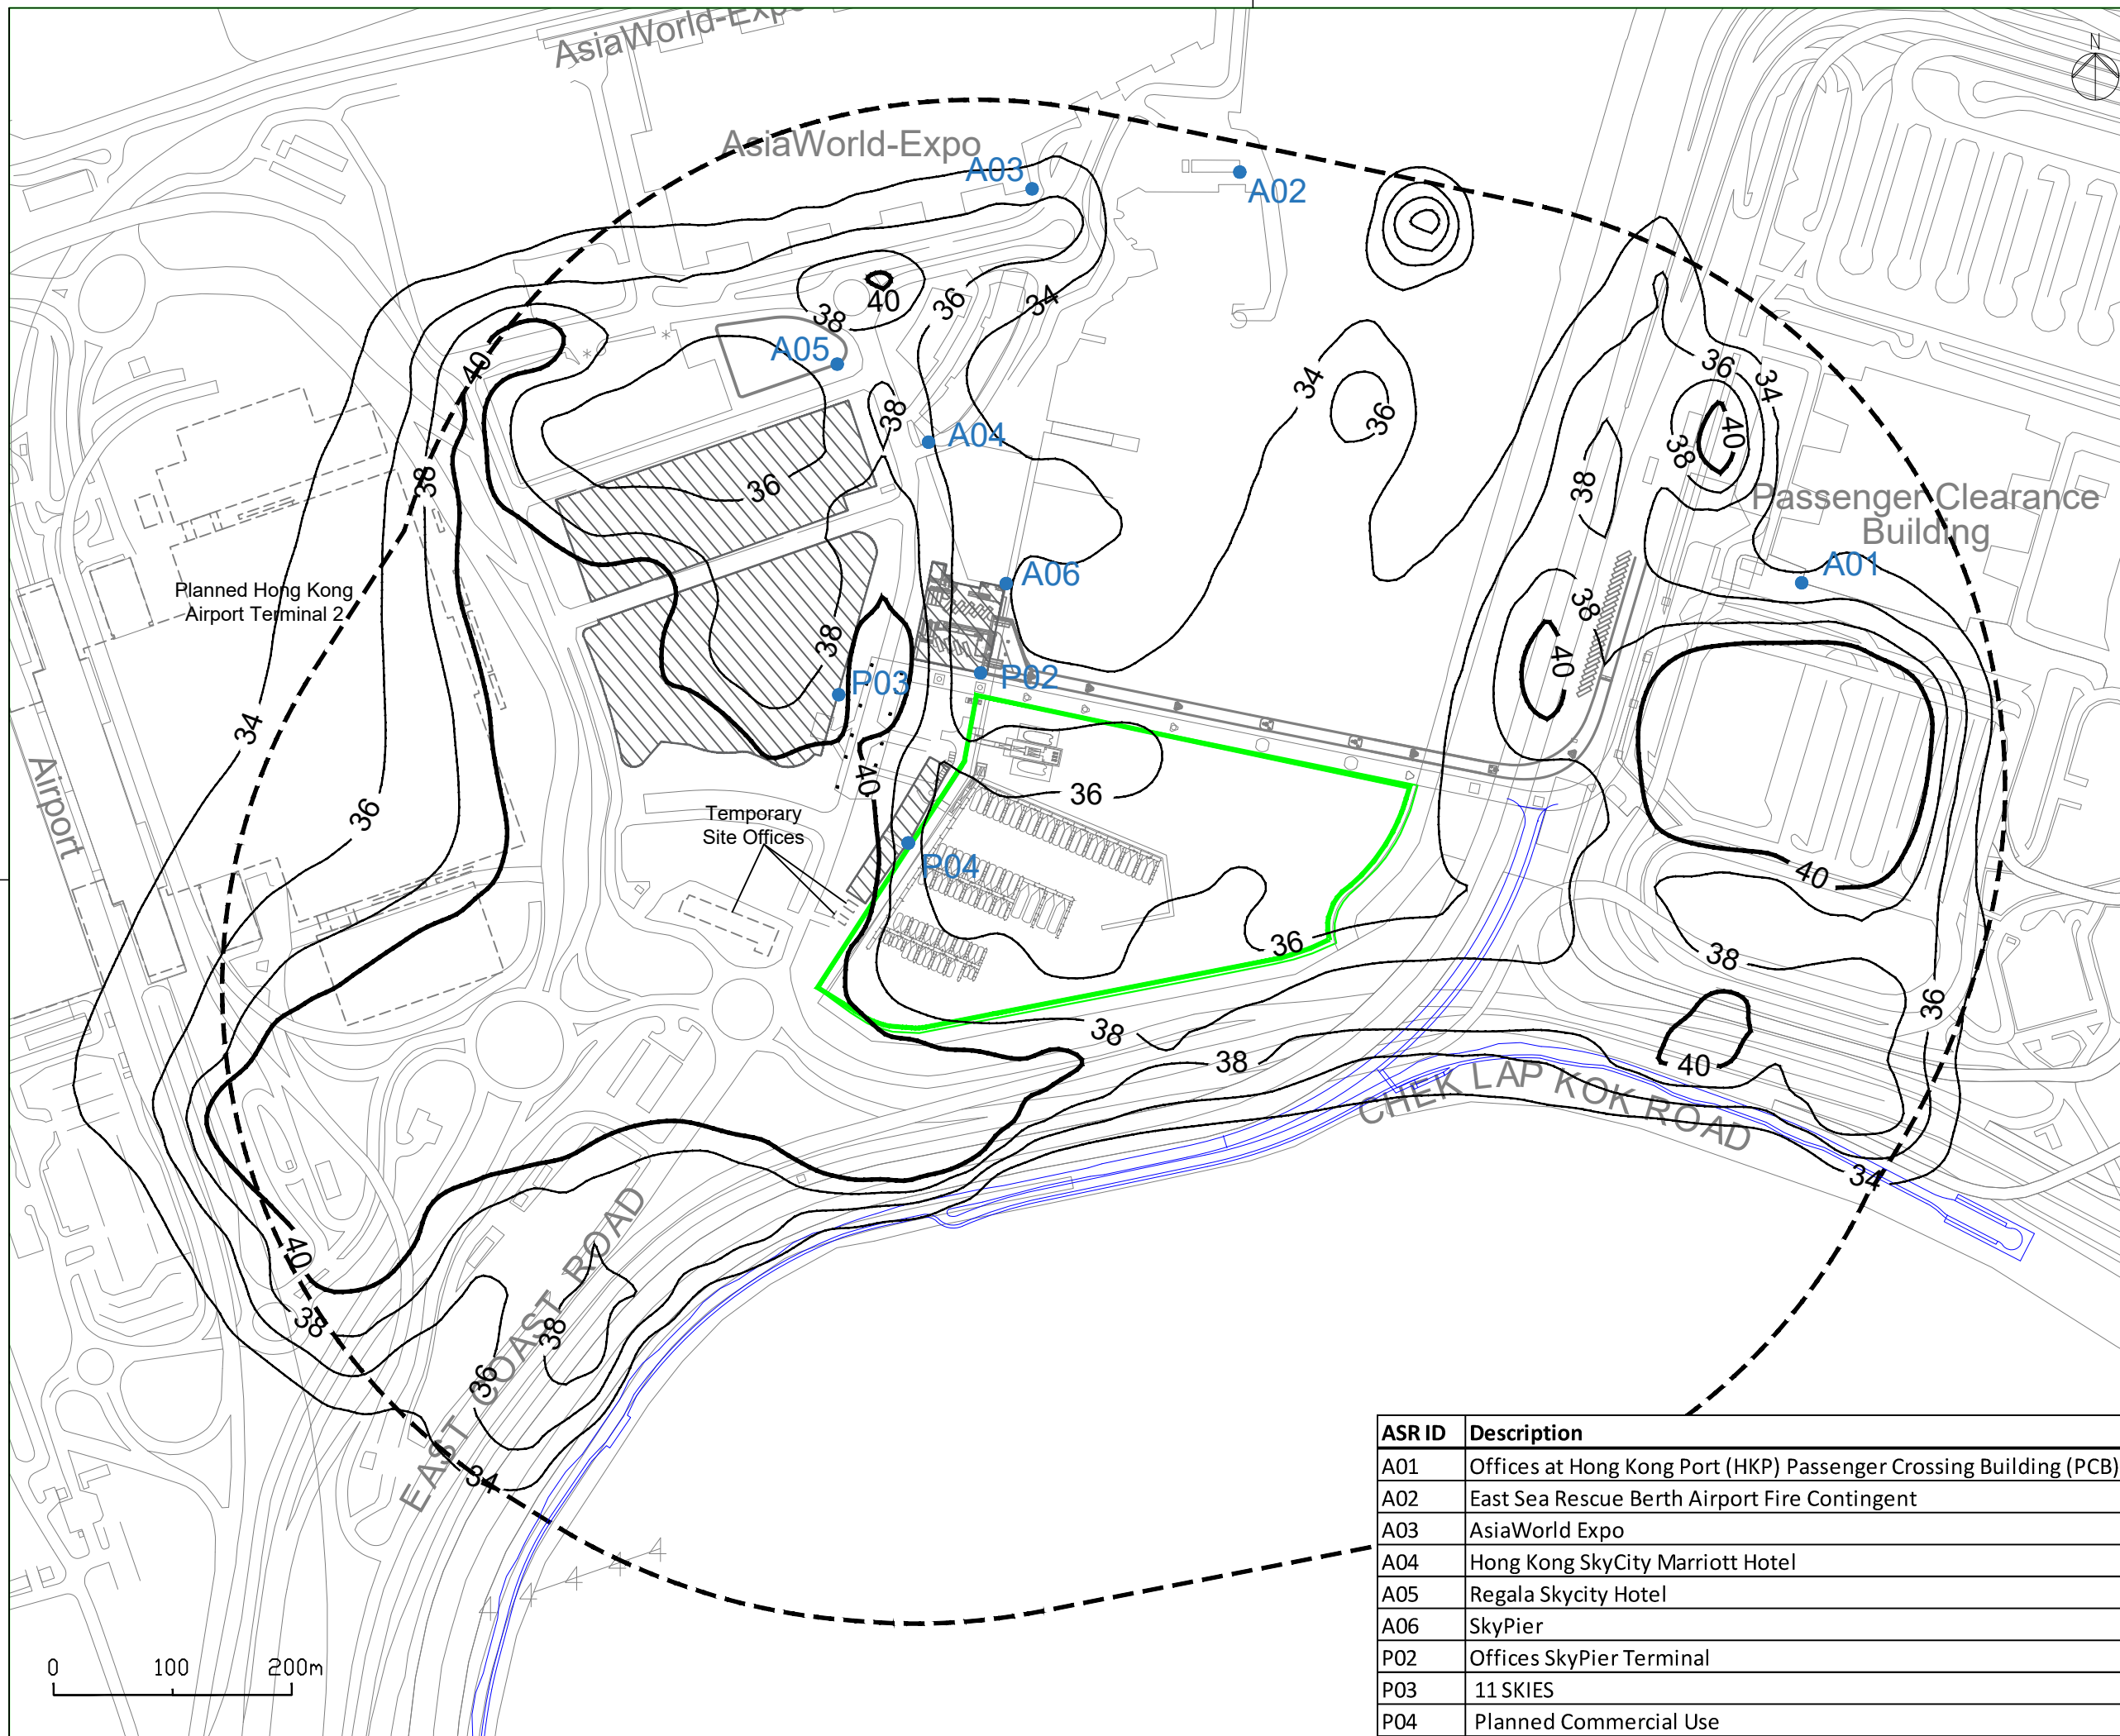 AsiaWorld-Expo
N
AsiaWorld-Expo
A03
A02
40
36
34
38
A05
40
34
36
34
36
38
A04
40
38
38
38
36
Passenger Clearance
Building
A01
A06
Planned Hong Kong
Airport Terminal 2
38
38
40
P03
P02
34
Airport
40
36
36
Temporary
Site Offices
P04
40
36
38
36
38
38
40
CHEK LAP KOK ROAD
34
40
38
EAST COAST ROAD
38
36
34
0 100 200m
ASR ID Description
A01 Offices at Hong Kong Port (HKP) Passenger Crossing Building (PCB)
A02 East Sea Rescue Berth Airport Fire Contingent
A03 AsiaWorld Expo
A04 Hong Kong SkyCity Marriott Hotel
A05 Regala Skycity Hotel
A06 SkyPier
P02 Offices SkyPier Terminal
P03 11 SKIES
P04 Planned Commercial Use